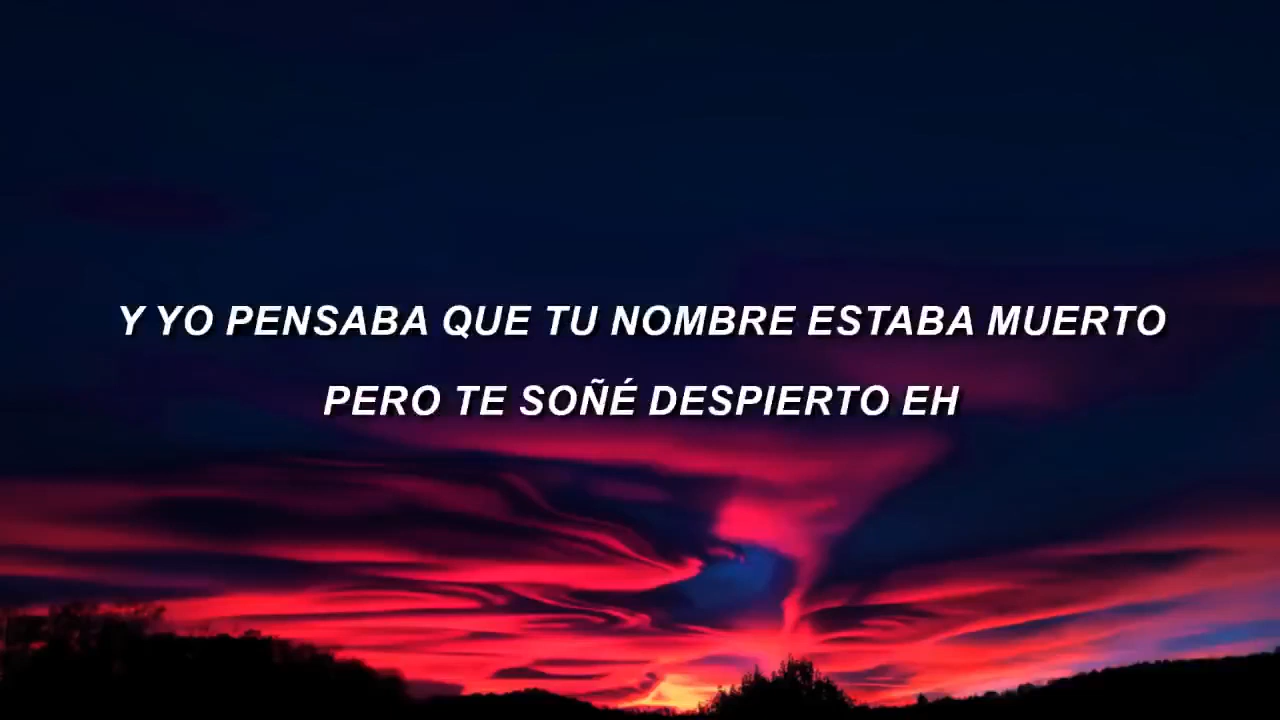 Y YO PENSABA QUE TU NOMBRE ESTABA MUERTO
PERO TE SOÑÉ DESPIERTO EH